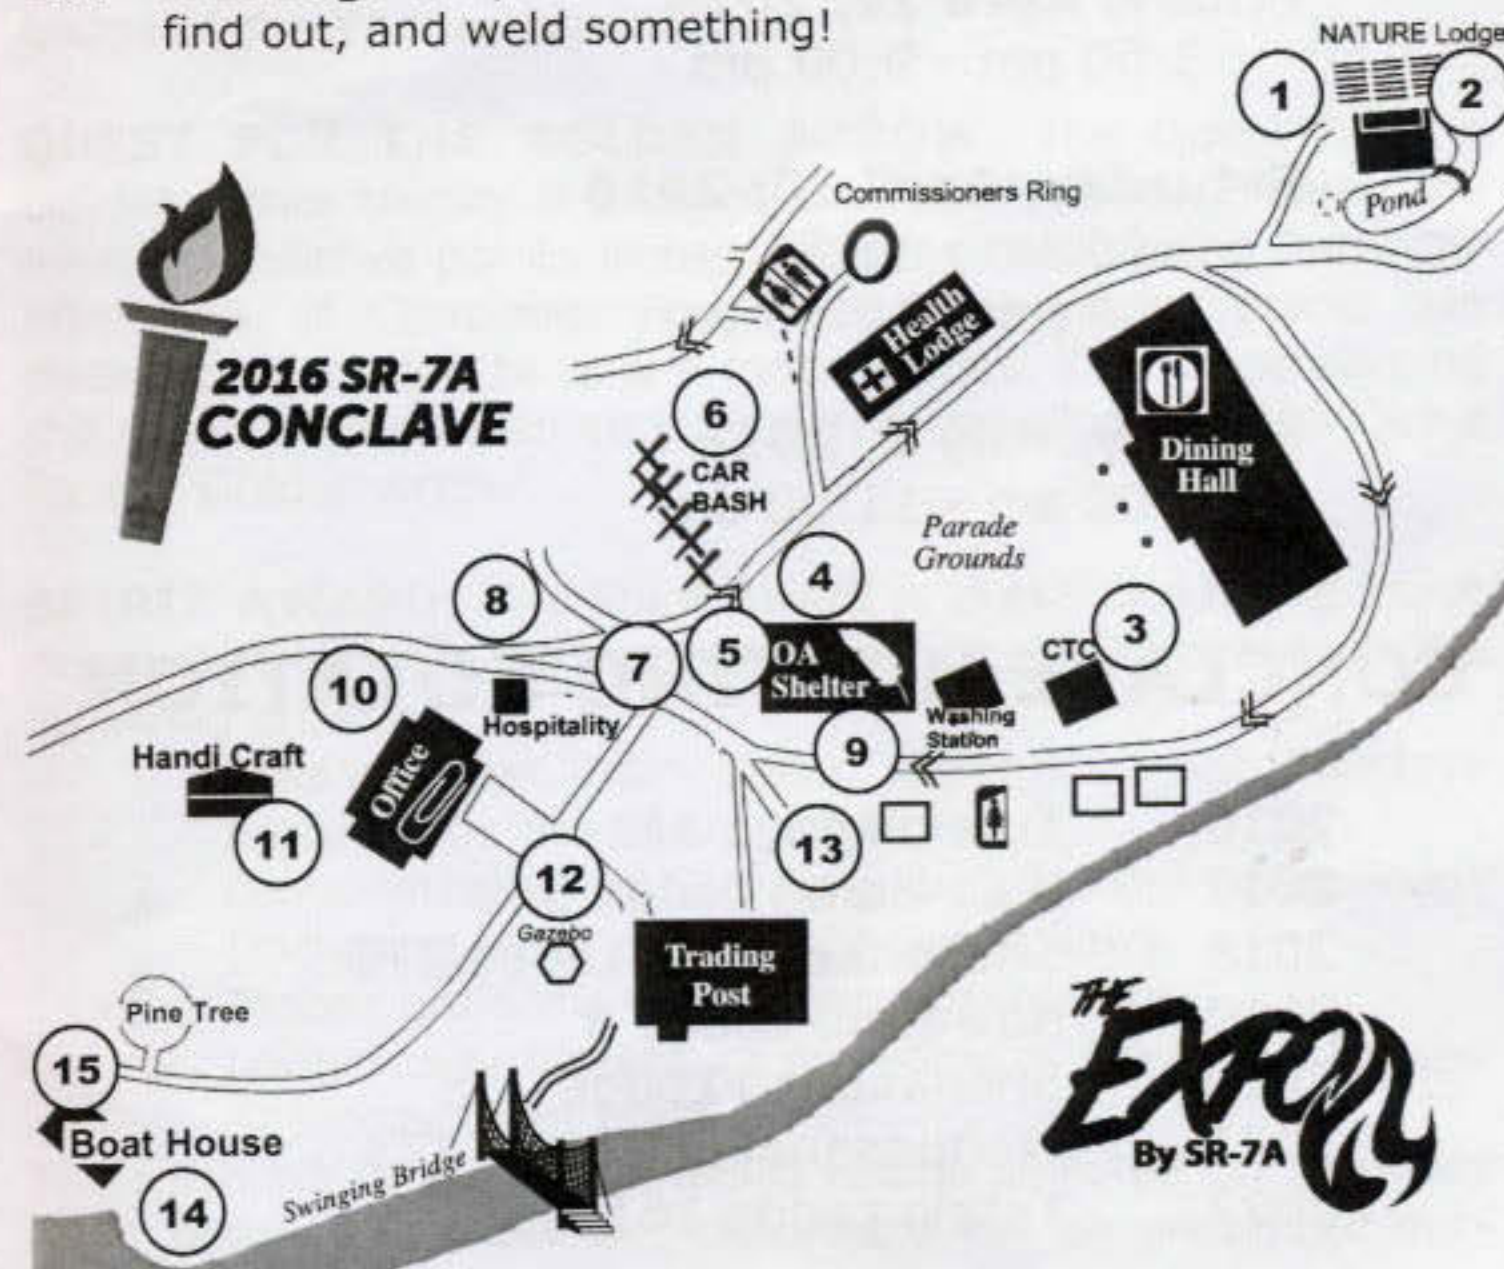 find out, and weld something!
NATURE Lodge
1
2
Pond
Commissioners Ring
Health
Lodge
2016 SR-7A
CONCLAVE
6
CAR
BASH
Dining
Hall
Parade
Grounds
4
8
3
CTC
7
5
OA
Shelter
10
Hospitality
Washing
Station
9
Handi Craft
Office
11
13
12
Gazebo
Trading
Post
Pine Tree
15
Boat House
14
Swinging Bridge
THE
EXPO
By SR-7A